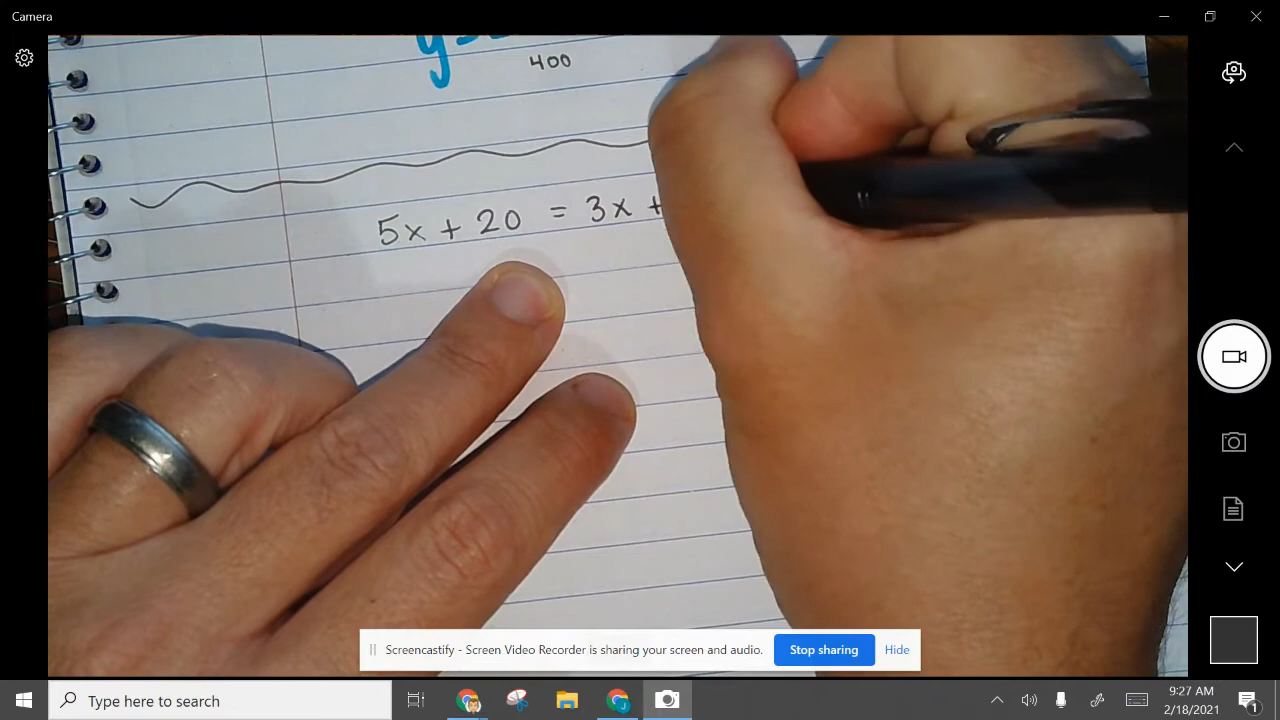 Camera
y=
400
5x + 20 = 3x +
Screencastify - Screen Video Recorder is sharing your screen and audio.
Stop sharing
Hide
Type here to search
9:27 AM
2/18/2021
1